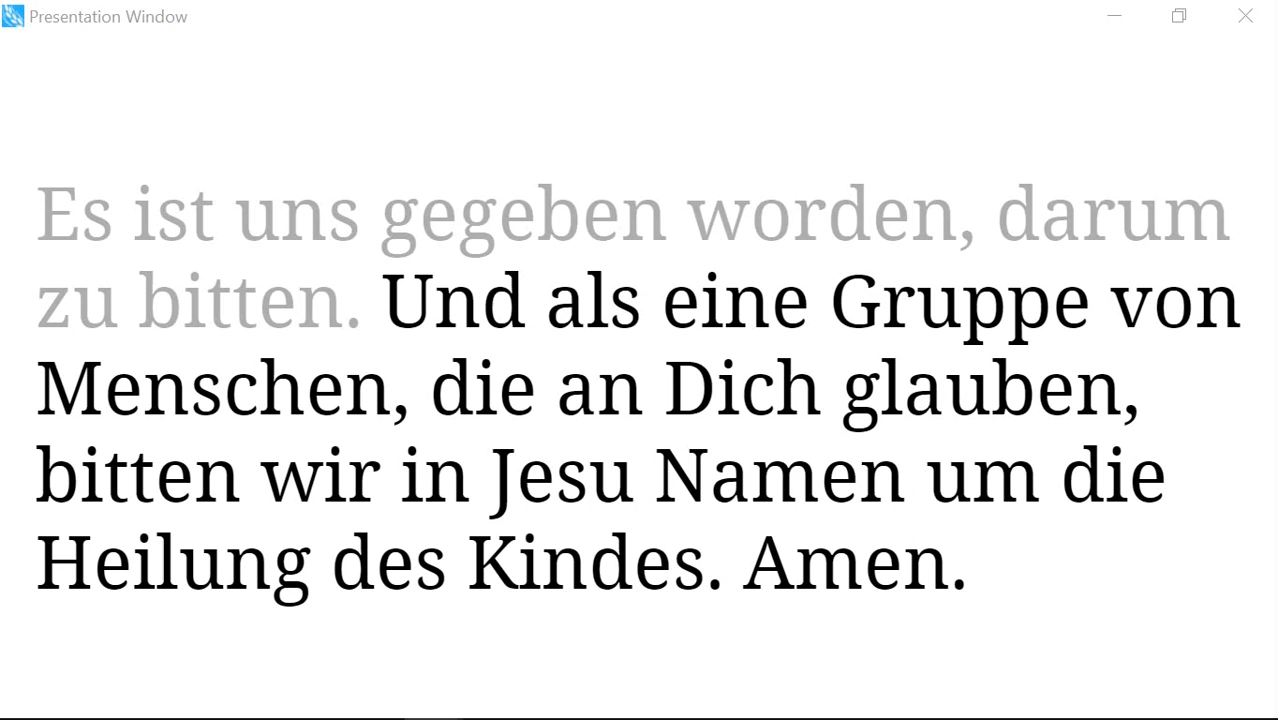 Presentation Window
Es ist uns gegeben worden, darum
zu bitten. Und als eine Gruppe von
Menschen, die an Dich glauben,
bitten wir in Jesu Namen um die
Heilung des Kindes. Amen.